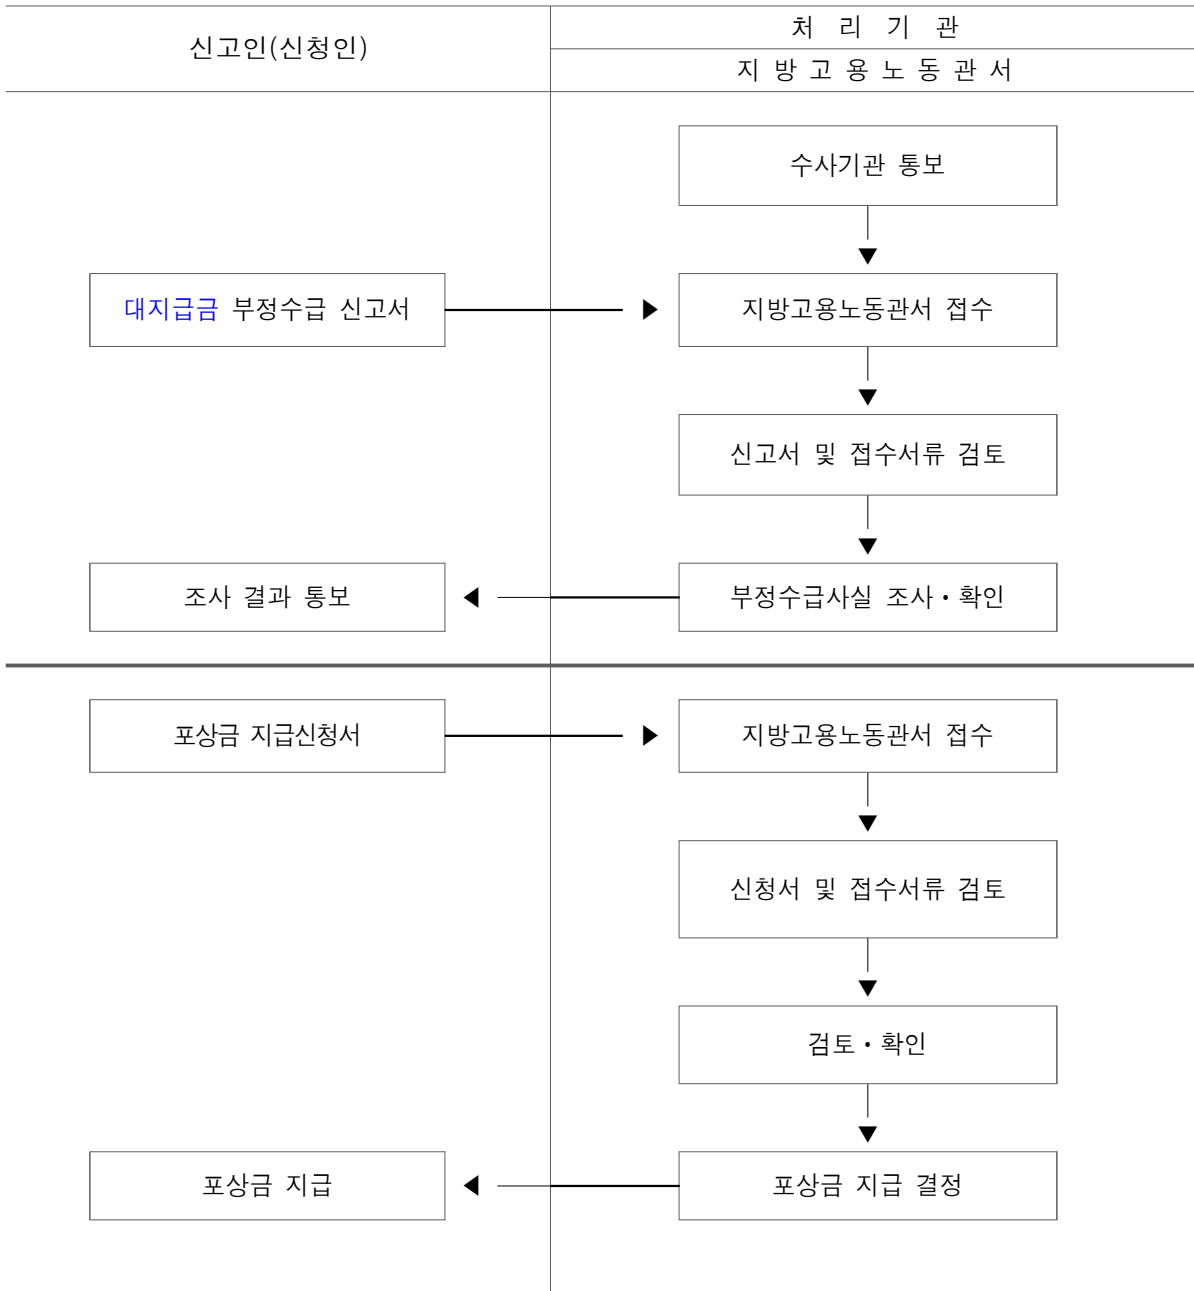 신고인(신청인)
처 리 기 관
지 방 고 용 노 동 관 서
수사기관 통보
대지급금 부정수급 신고서
지방고용노동관서 접수
신고서 및 접수서류 검토
조사 결과 통보
부정수급사실 조사・확인
포상금 지급신청서
지방고용노동관서 접수
신청서 및 접수서류 검토
검토・확인
포상금 지급
포상금 지급 결정